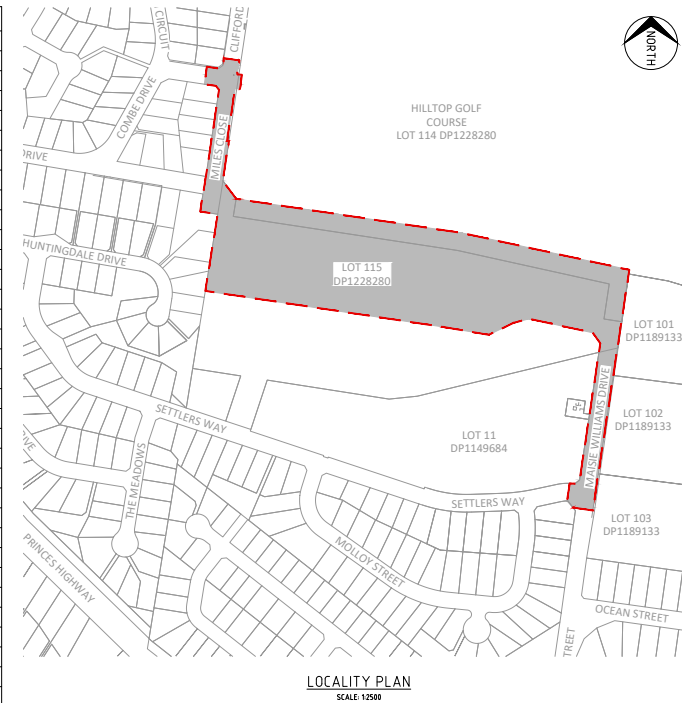 CIRCUIT
CLIFFORD
NORTH
COMBE DRIVE
HILLTOP GOLF
COURSE
LOT 114 DP1228280
DRIVE
MILES CLOSE
HUNTINGDALE DRIVE
LOT 115
DP1228280
LOT 101
DP1189133
MAISIE WILLIAMS DRIVE
LOT 102
DP1189133
SETTLERS WAY
LOT 11
DP1149684
THE MEADOWS
SETTLERS WAY
LOT 103
DP1189133
MOLLOY STREET
PRINCES HIGHWAY
OCEAN STREET
TREET
LOCALITY PLAN
SCALE: 1:2500